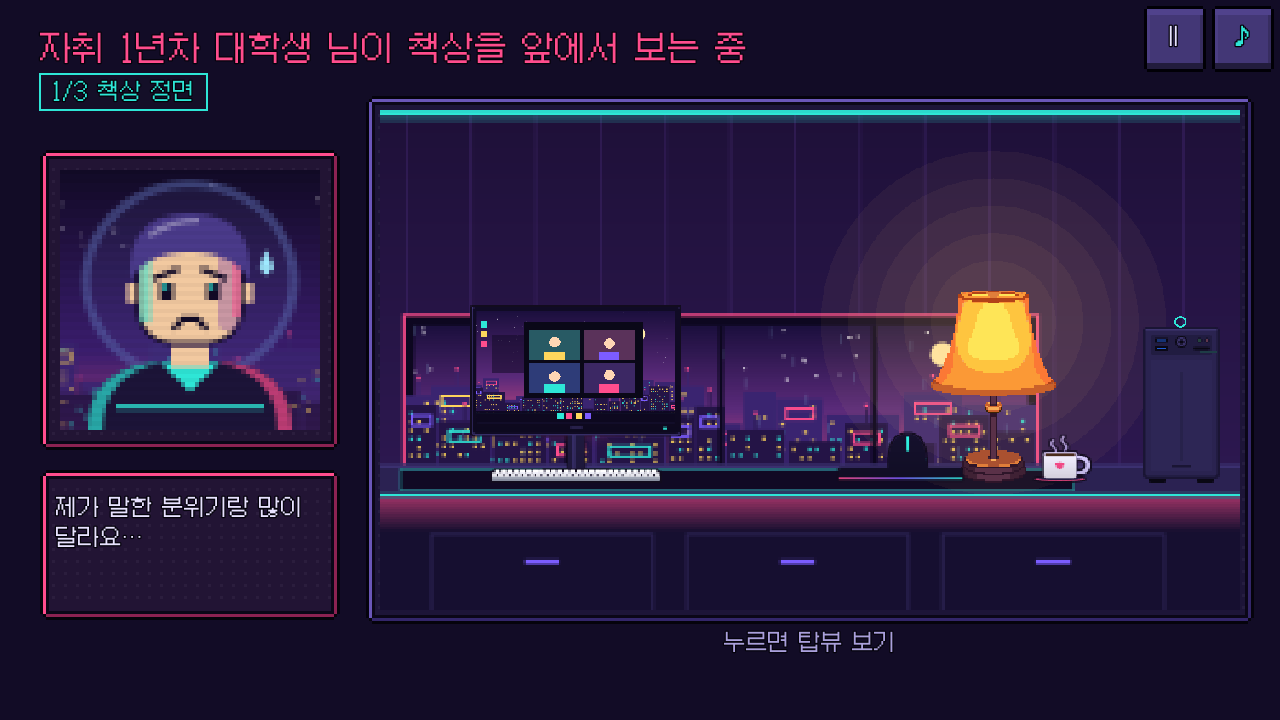 자취 1년차 대학생 님이 책상을 앞에서 보는 중
1/3 책상 정면
제가 말한 분위기랑 많이
달라요…
누르면 탑뷰 보기